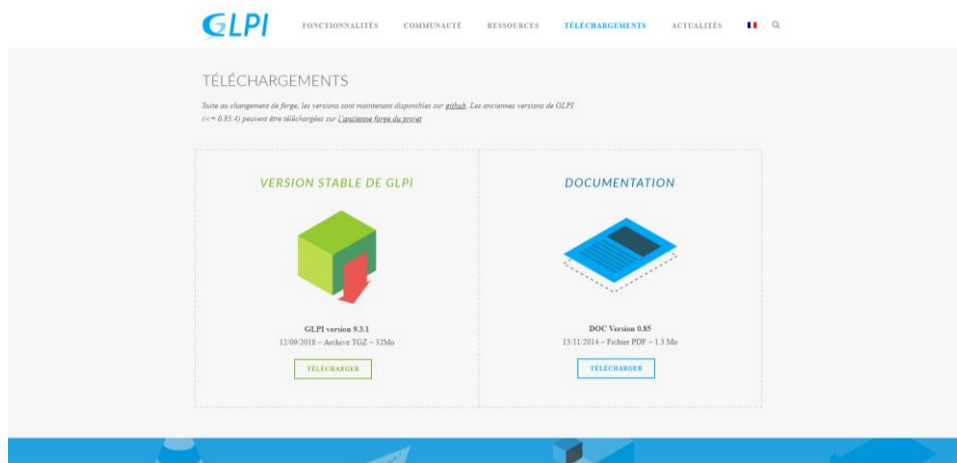 GLPI
FONCTIONNALITÉS COMMUNAUTÉ RESSOURCES TÉLÉCHARGEMENTS ACTUALITÉS
TÉLÉCHARGEMENTS
Suite au changement de forge, les versions sont maintenant disponibles sur github. Les anciennes versions de GLPI
(<= 0.85.4) peuvent être téléchargées sur L'ancienne forge du projet
VERSION STABLE DE GLPI
GLPI version 9.3.1
12/09/2018 – Archive TGZ – 32Mo
TÉLÉCHARGER
DOCUMENTATION
DOC Version 0.85
13/11/2014 – Fichier PDF – 1.3 Mo
TÉLÉCHARGER